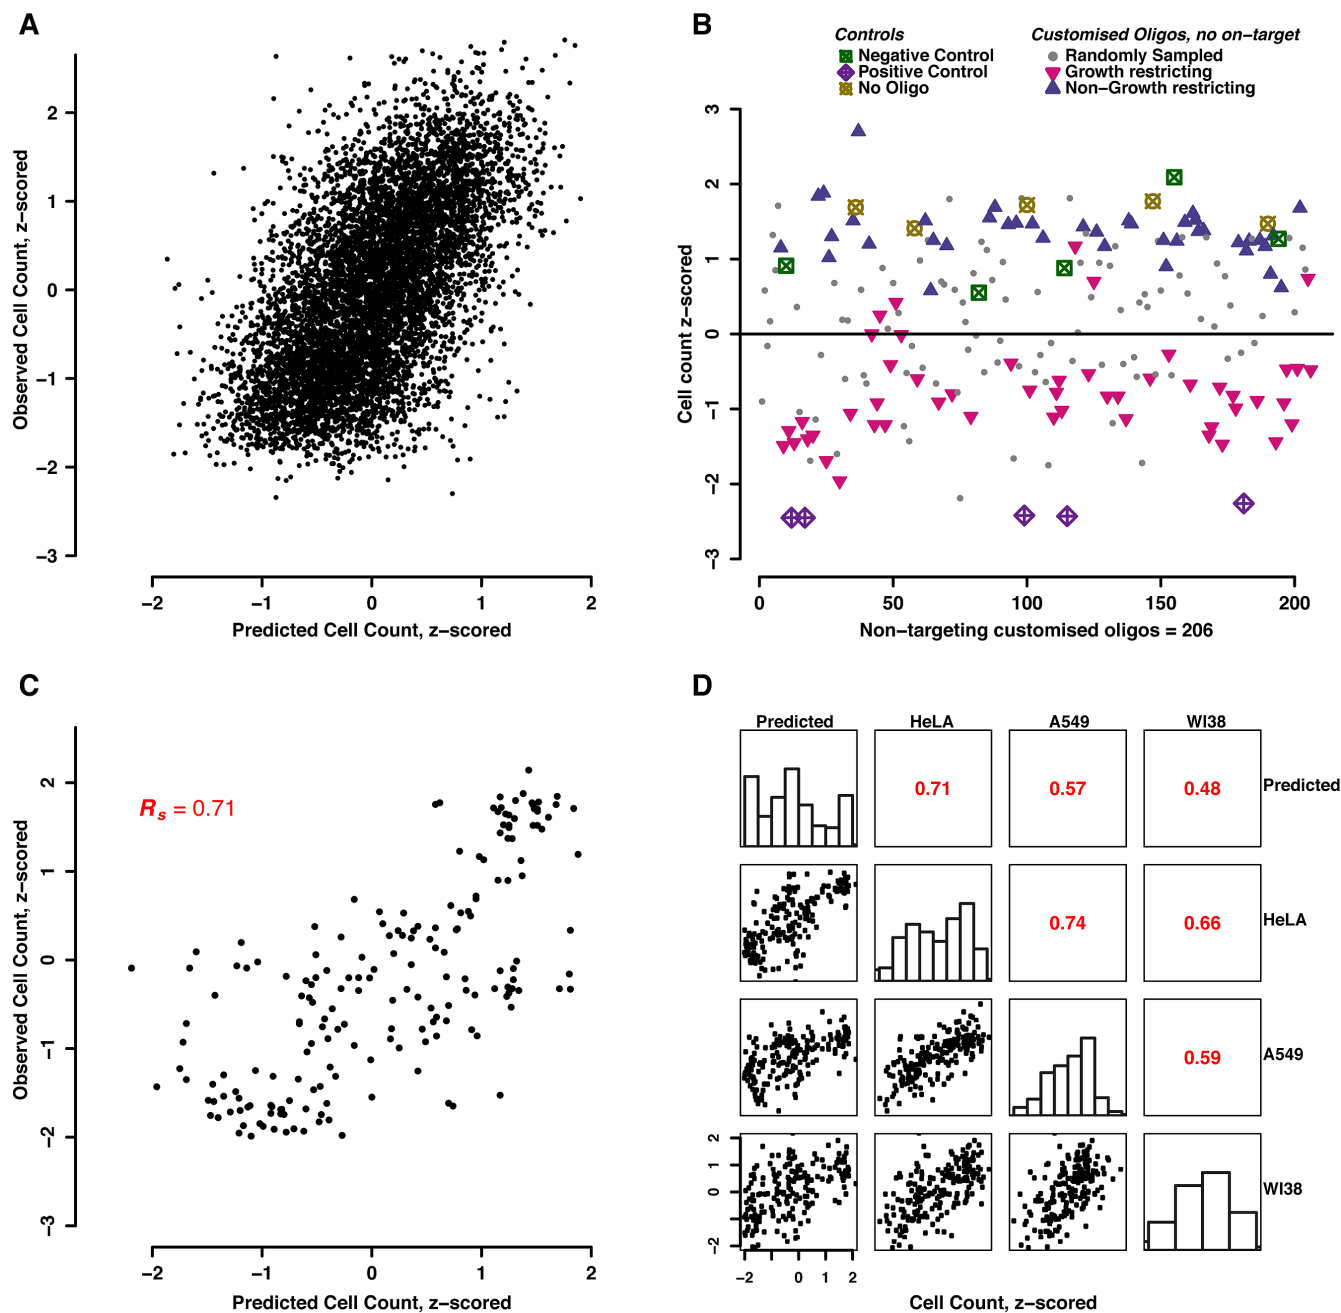 A
Observed Cell Count, z−scored
2
1
0
−1
−2
−3
−2
−1
0
1
2
Predicted Cell Count, z−scored
B
Controls
Negative Control
Positive Control
No Oligo
Customised Oligos, no on−target
Randomly Sampled
Growth restricting
Non−Growth restricting
Cell count z−scored
3
2
1
0
−1
−2
−3
0
50
100
150
200
Non−targeting customised oligos = 206
C
Observed Cell Count, z−scored
2
1
0
−1
−2
−3
Rs = 0.71
−2
−1
0
1
2
Predicted Cell Count, z−scored
D
Predicted
HeLA
A549
WI38
0.71
0.57
0.48
Predicted
0.74
0.66
HeLA
0.59
A549
2
1
0
−2
WI38
−2
0
1
2
Cell Count, z−scored